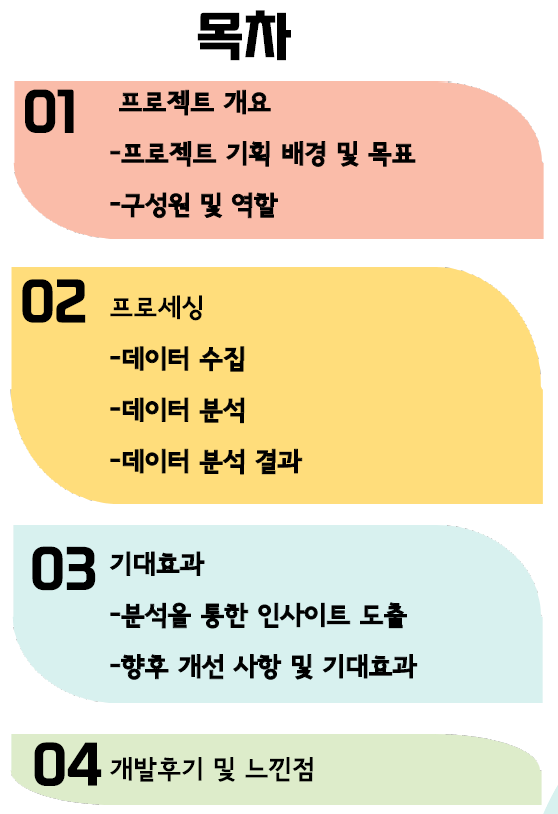 목차
01 프로젝트 개요
-프로젝트 기획 배경 및 목표
-구성원 및 역할
02 프로세싱
-데이터 수집
-데이터 분석
-데이터 분석 결과
03 기대효과
-분석을 통한 인사이트 도출
-향후 개선 사항 및 기대효과
04 개발후기 및 느낀점